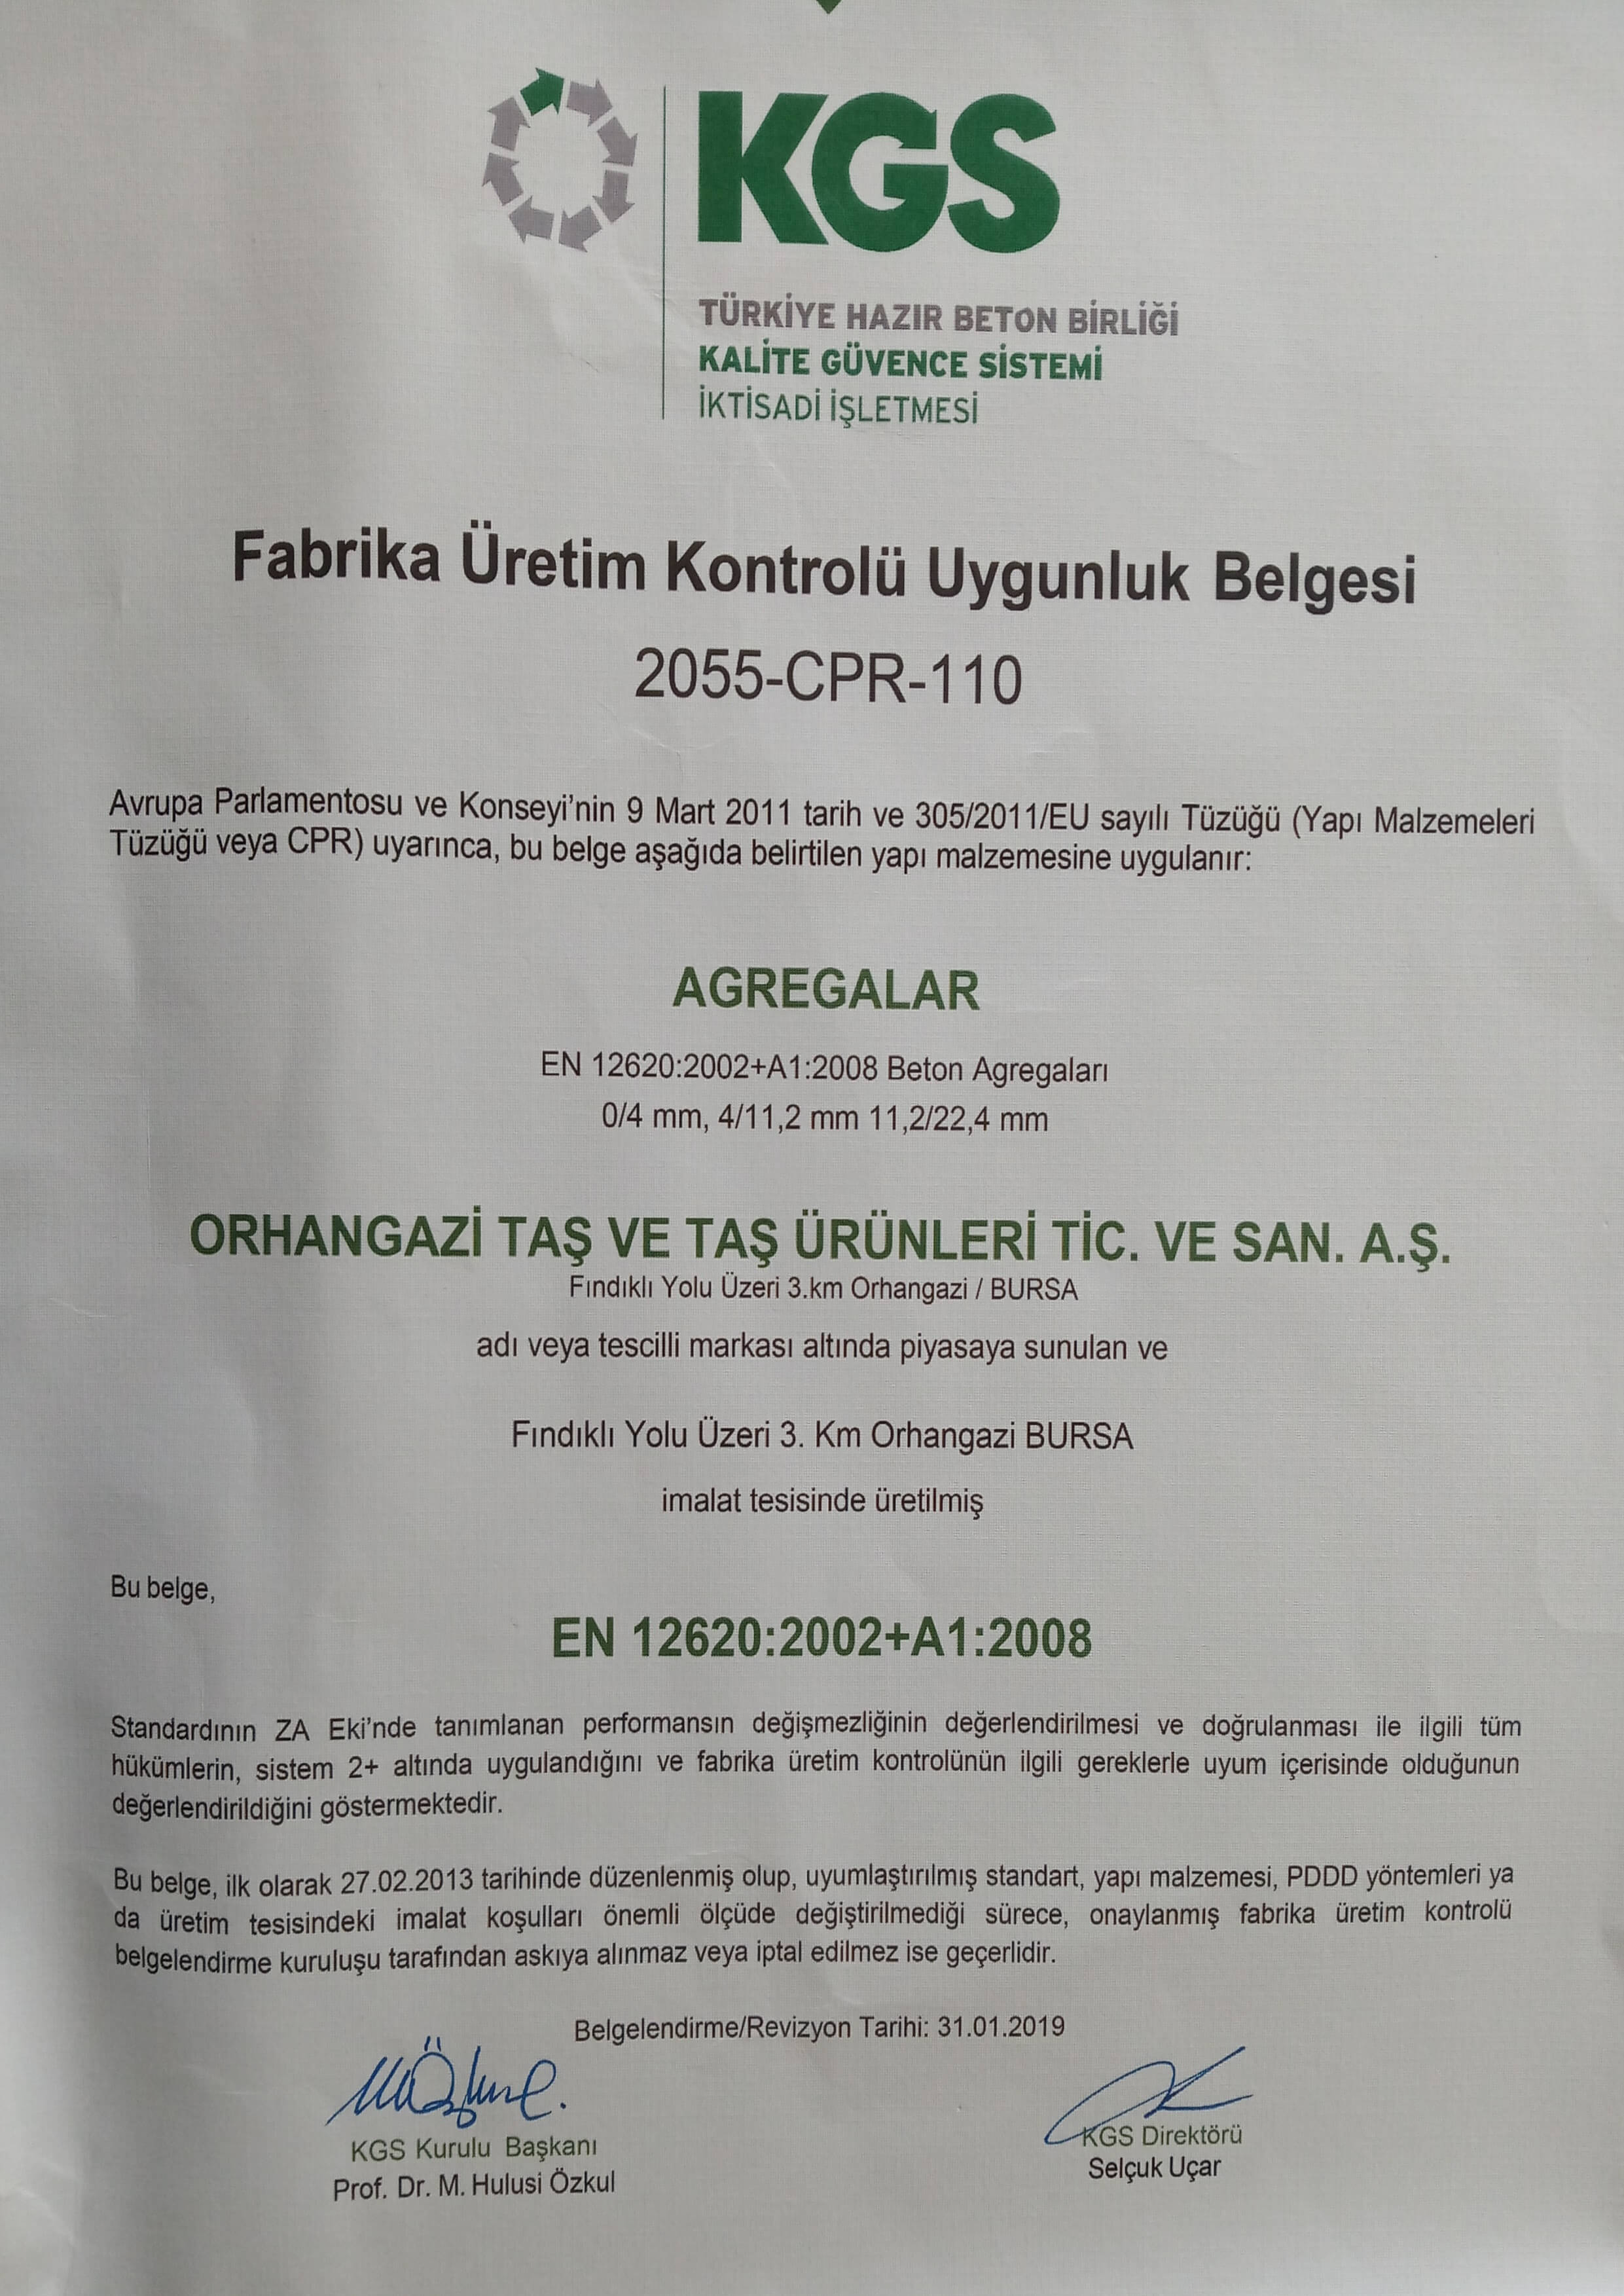 KGS
TÜRKİYE HAZIR BETON BİRLİĞİ
KALİTE GÜVENCE SİSTEMİ
İKTİSADİ İŞLETMESİ
Fabrika Üretim Kontrolü Uygunluk Belgesi
2055-CPR-110
Avrupa Parlamentosu ve Konseyi'nin 9 Mart 2011 tarih ve 305/2011/EU sayılı Tüzüğü (Yapı Malzemeleri
Tüzüğü veya CPR) uyarınca, bu belge aşağıda belirtilen yapı malzemesine uygulanır:
AGREGALAR
EN 12620:2002+A1:2008 Beton Agregaları
0/4 mm, 4/11,2 mm 11,2/22,4 mm
ORHANGAZİ TAŞ VE TAŞ ÜRÜNLERİ TİC. VE SAN. A.Ş.
Fındıklı Yolu Üzeri 3.km Orhangazi / BURSA
adı veya tescilli markası altında piyasaya sunulan ve
Fındıklı Yolu Üzeri 3. Km Orhangazi BURSA
imalat tesisinde üretilmiş
Bu belge,
EN 12620:2002+A1:2008
Standardının ZA Eki'nde tanımlanan performansın değişmezliğinin değerlendirilmesi ve doğrulanması ile ilgili tüm
hükümlerin, sistem 2+ altında uygulandığını ve fabrika üretim kontrolünün ilgili gereklerle uyum içerisinde olduğunun
değerlendirildiğini göstermektedir.
Bu belge, ilk olarak 27.02.2013 tarihinde düzenlenmiş olup, uyumlaştırılmış standart, yapı malzemesi, PDDD yöntemleri ya
da üretim tesisindeki imalat koşulları önemli ölçüde değiştirilmediği sürece, onaylanmış fabrika üretim kontrolü
belgelendirme kuruluşu tarafından askıya alınmaz veya iptal edilmez ise geçerlidir.
Belgelendirme/Revizyon Tarihi: 31.01.2019
KGS Kurulu Başkanı
Prof. Dr. M. Hulusi Özkul
KGS Direktörü
Selçuk Uçar